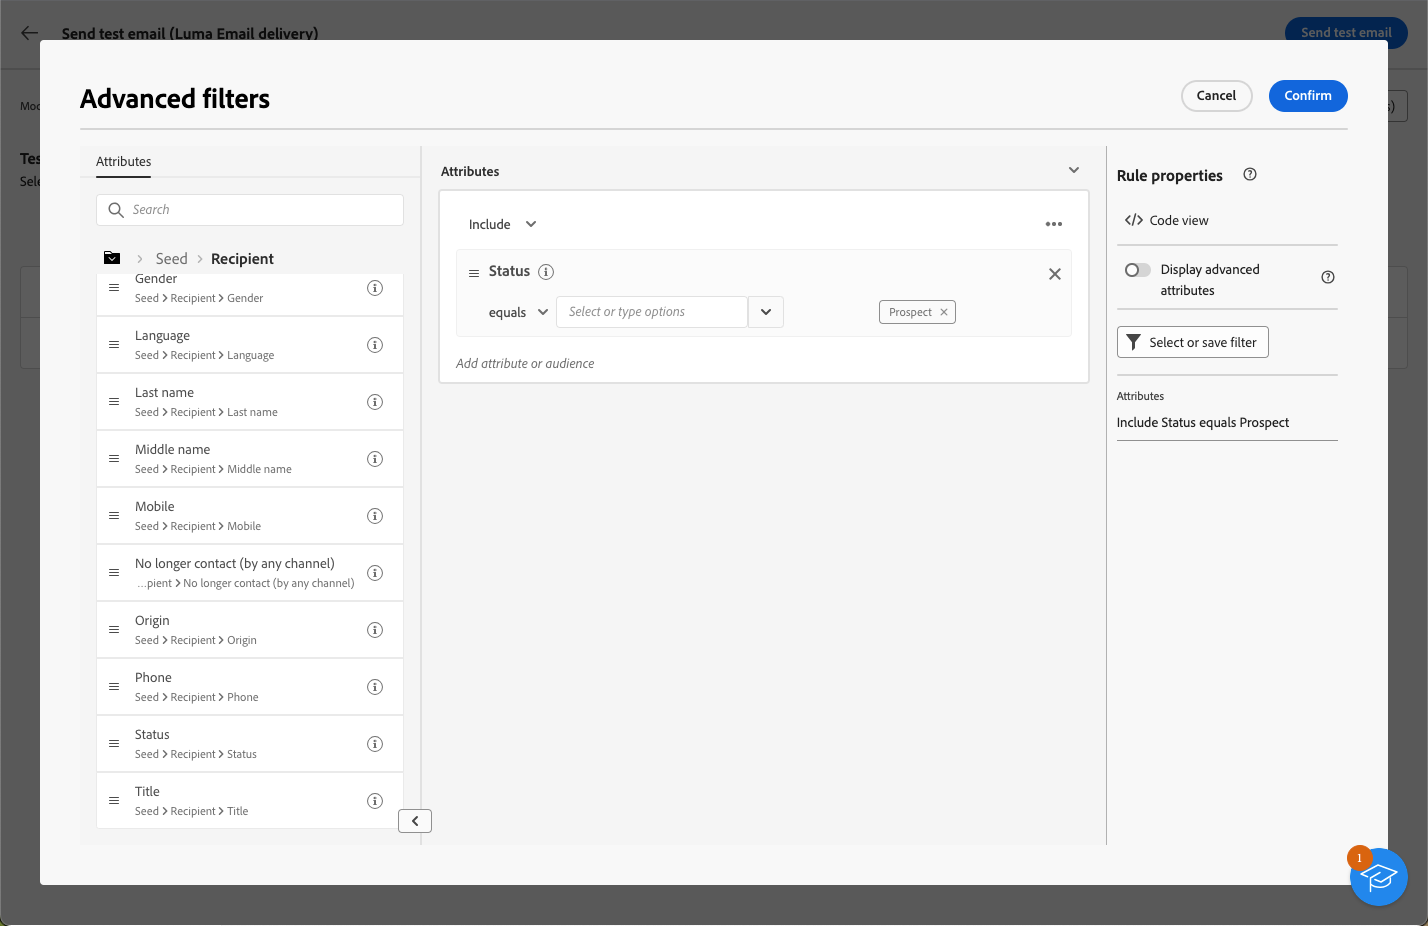 Send test email (Luma Email delivery)
Send test email
Advanced filters
Cancel
Confirm
Attributes
Search
Seed
Recipient
Gender
Seed > Recipient > Gender
Language
Seed > Recipient > Language
Last name
Seed > Recipient > Last name
Middle name
Seed > Recipient > Middle name
Mobile
Seed > Recipient > Mobile
No longer contact (by any channel)
...pient > No longer contact (by any channel)
Origin
Seed > Recipient > Origin
Phone
Seed > Recipient > Phone
Status
Seed > Recipient > Status
Title
Seed > Recipient > Title
Attributes
Include
Status
equals
Select or type options
Prospect
Add attribute or audience
Rule properties
Code view
Display advanced
attributes
Select or save filter
Attributes
Include Status equals Prospect
1